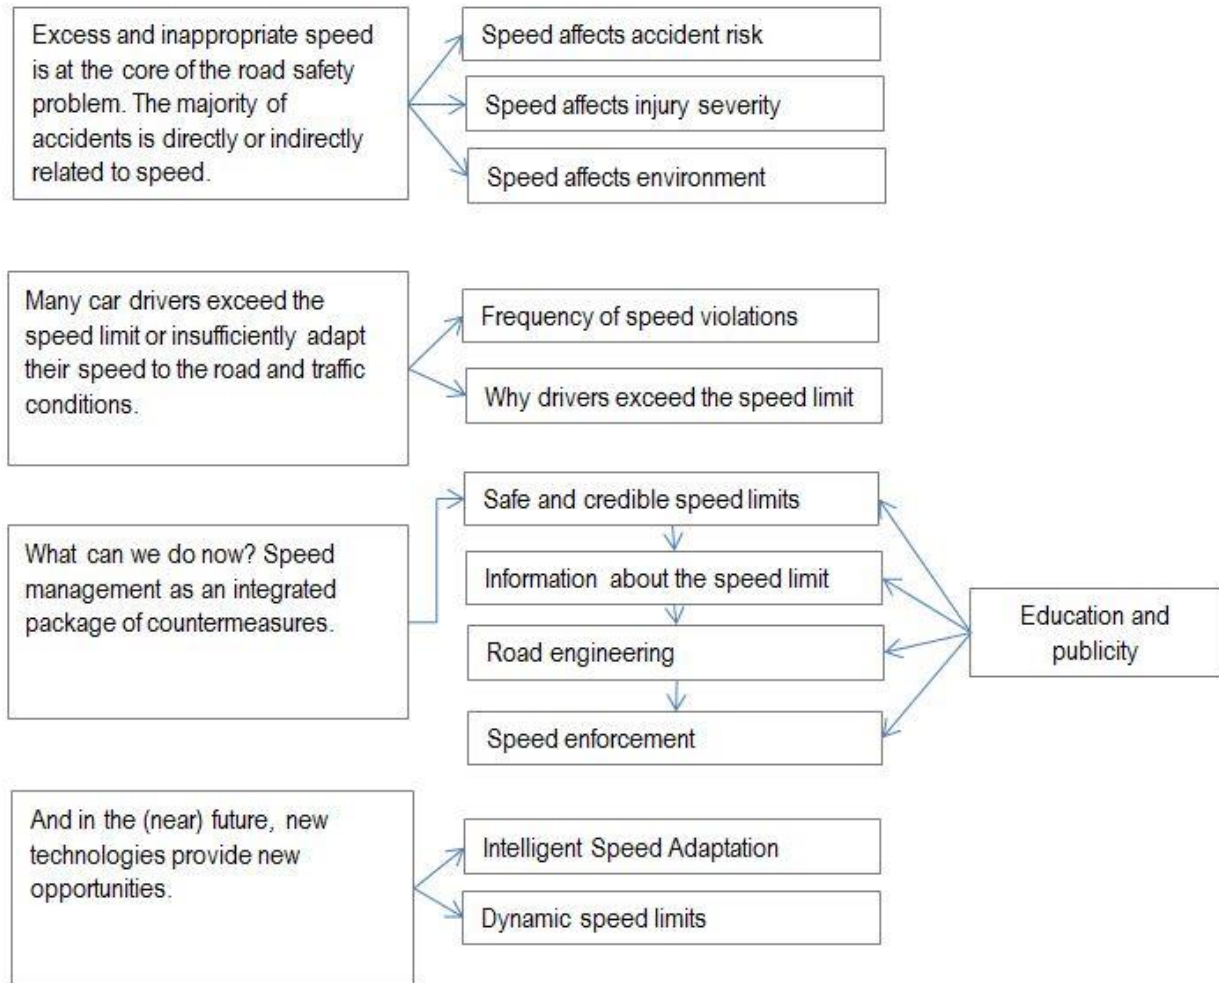 Excess and inappropriate speed
is at the core of the road safety
problem. The majority of
accidents is directly or indirectly
related to speed.
Speed affects accident risk
Speed affects injury severity
Speed affects environment
Many car drivers exceed the
speed limit or insufficiently adapt
their speed to the road and traffic
conditions.
Frequency of speed violations
Why drivers exceed the speed limit
What can we do now? Speed
management as an integrated
package of countermeasures.
Safe and credible speed limits
Information about the speed limit
Road engineering
Speed enforcement
Education and
publicity
And in the (near) future, new
technologies provide new
opportunities.
Intelligent Speed Adaptation
Dynamic speed limits